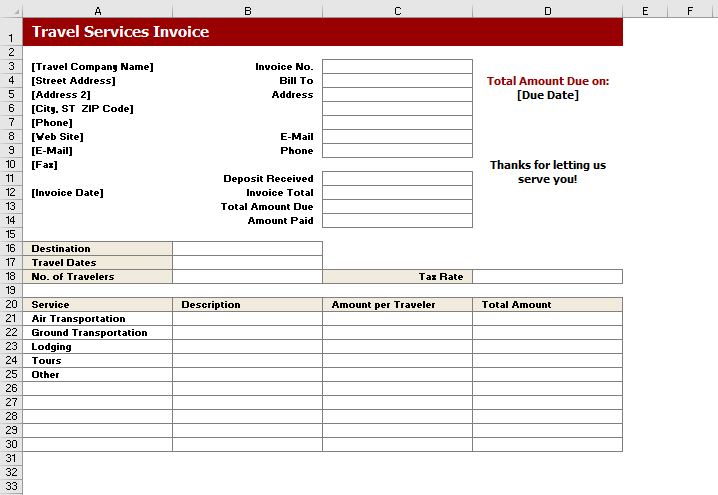 A B C D E F
1 Travel Services Invoice
2
3 [Travel Company Name] Invoice No.
4 [Street Address] Bill To Total Amount Due on:
5 [Address 2] Address [Due Date]
6 [City, ST ZIP Code]
7 [Phone]
8 [Web Site] E-Mail
9 [E-Mail] Phone
10 [Fax] Thanks for letting us
11 Deposit Received serve you!
12 [Invoice Date] Invoice Total
13 Total Amount Due
14 Amount Paid
15
16 Destination
17 Travel Dates
18 No. of Travelers Tax Rate
19
20 Service Description Amount per Traveler Total Amount
21 Air Transportation
22 Ground Transportation
23 Lodging
24 Tours
25 Other
26
27
28
29
30
31
32
33